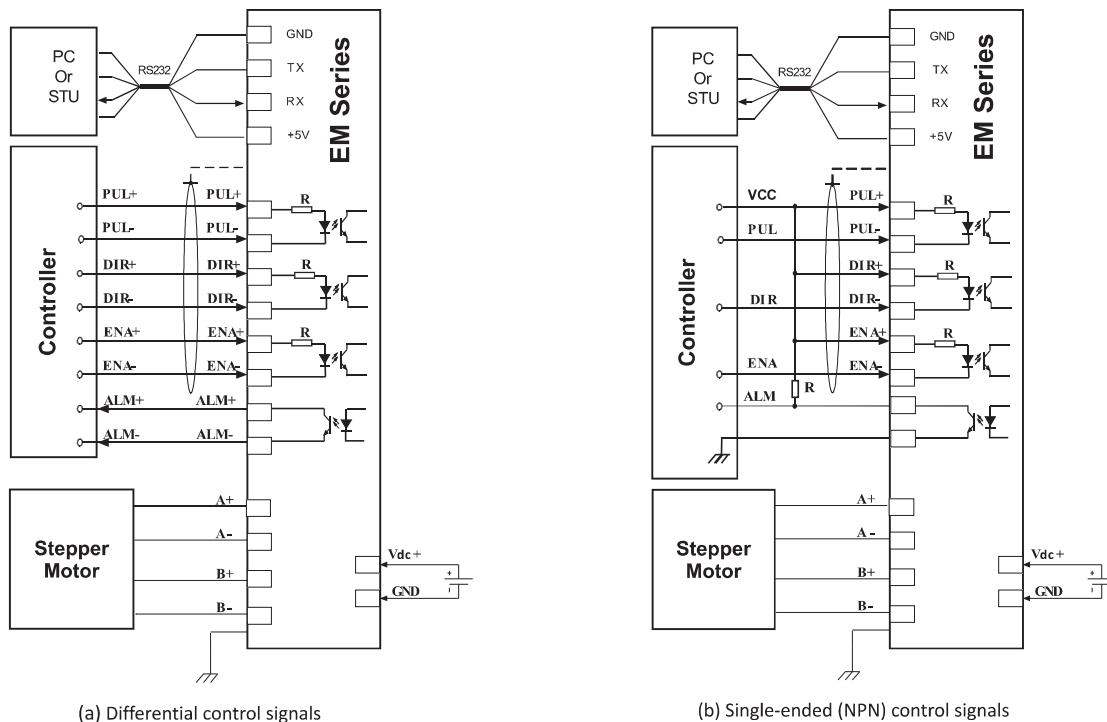 PC
Or
STU
RS232
GND
TX
RX
+5V
EM Series
Controller
PUL+ PUL+ R
PUL- PUL-
DIR+ DIR+ R
DIR- DIR-
ENA+ ENA+ R
ENA- ENA-
ALM+ ALM+
ALM- ALM-
Stepper
Motor
A+
A-
B+
B-
Vdc+
GND
+
-
(a) Differential control signals
PC
Or
STU
RS232
GND
TX
RX
+5V
EM Series
Controller
VCC PUL+ R
PUL PUL-
DIR+ R
DIR DIR-
ENA+ R
ENA ENA-
R
ALM
Stepper
Motor
A+
A-
B+
B-
Vdc+
GND
+
-
(b) Single-ended (NPN) control signals